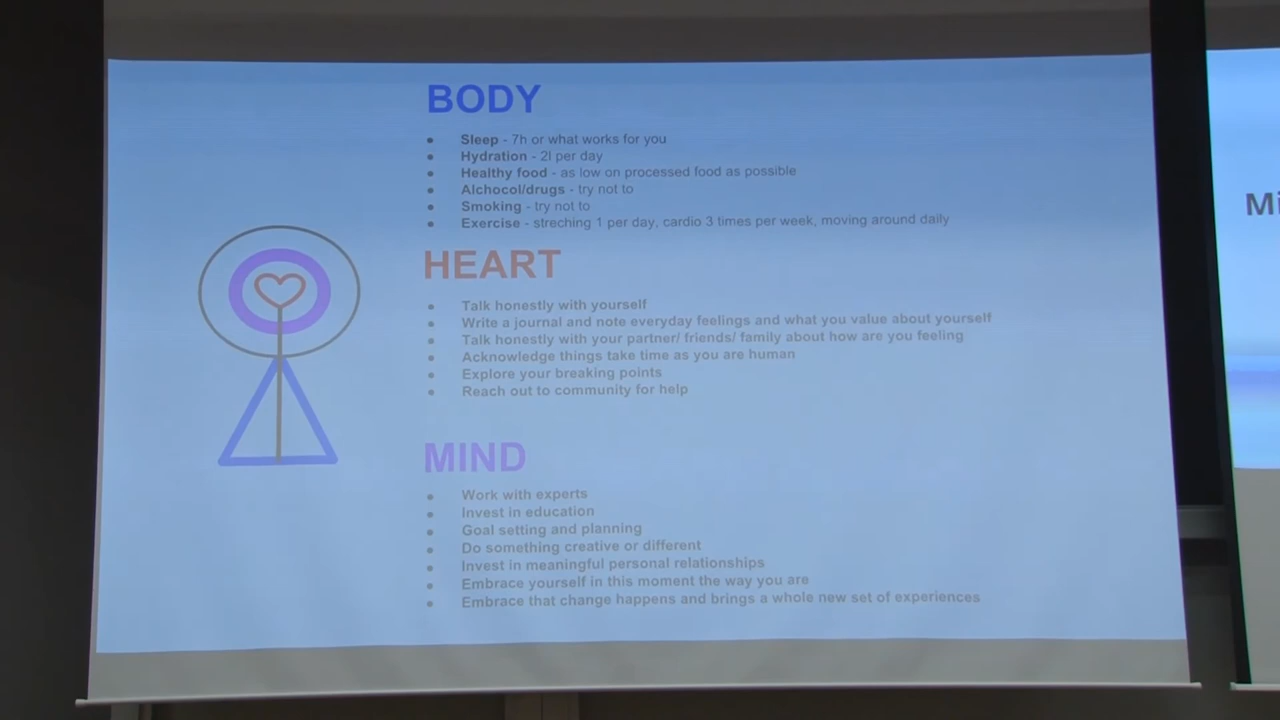 BODY
● Sleep - 7h or what works for you
● Hydration - 2l per day
● Healthy food - as low on processed food as possible
● Alchocol/drugs - try not to
● Smoking - try not to
● Exercise - streching 1 per day, cardio 3 times per week, moving around daily
HEART
● Talk honestly with yourself
● Write a journal and note everyday feelings and what you value about yourself
● Talk honestly with your partner/ friends/ family about how are you feeling
● Acknowledge things take time as you are human
● Explore your breaking points
● Reach out to community for help
MIND
● Work with experts
● Invest in education
● Goal setting and planning
● Do something creative or different
● Invest in meaningful personal relationships
● Embrace yourself in this moment the way you are
● Embrace that change happens and brings a whole new set of experiences